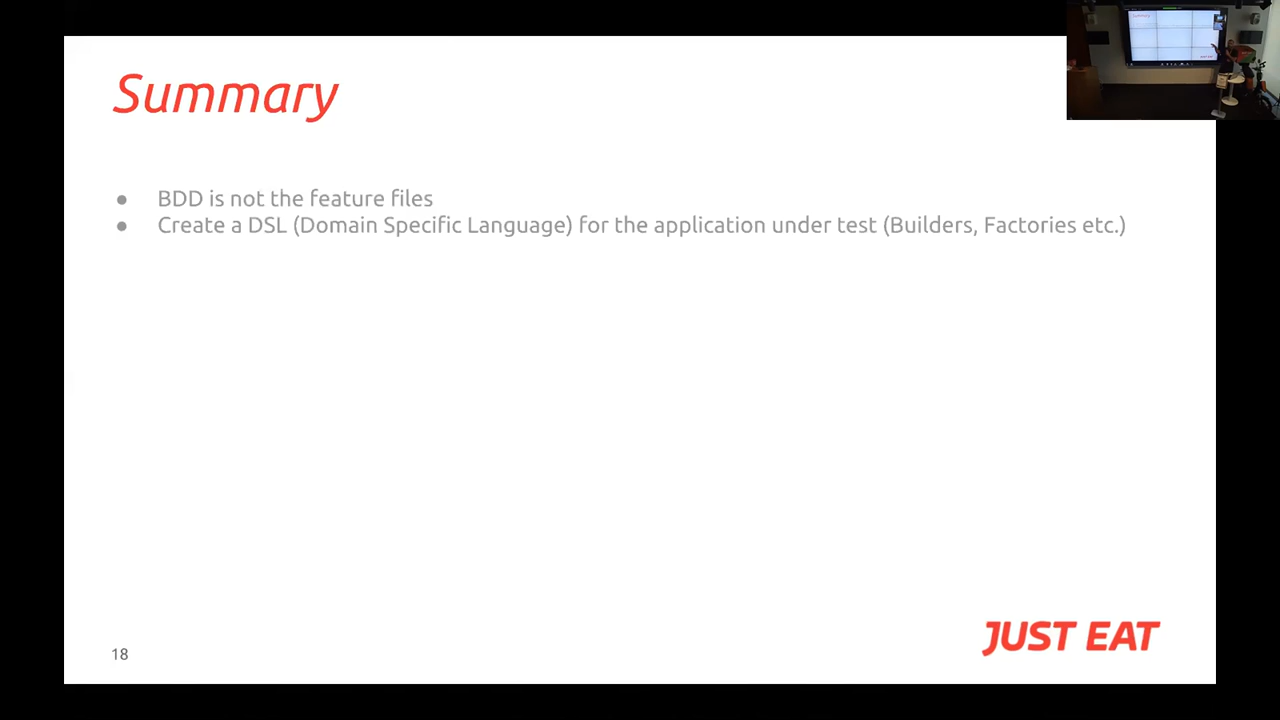 Summary
● BDD is not the feature files
● Create a DSL (Domain Specific Language) for the application under test (Builders, Factories etc.)
18
JUST EAT